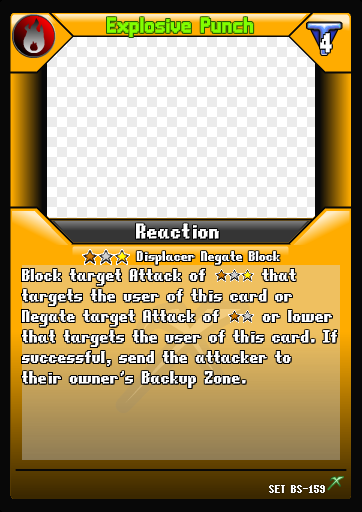 Explosive Punch
4
Reaction
★★★ Displacer Negate Block
Block target Attack of ★★★ that
targets the user of this card or
Negate target Attack of ★★ or lower
that targets the user of this card. If
successful, send the attacker to
their owner's Backup Zone.
SET BS-159